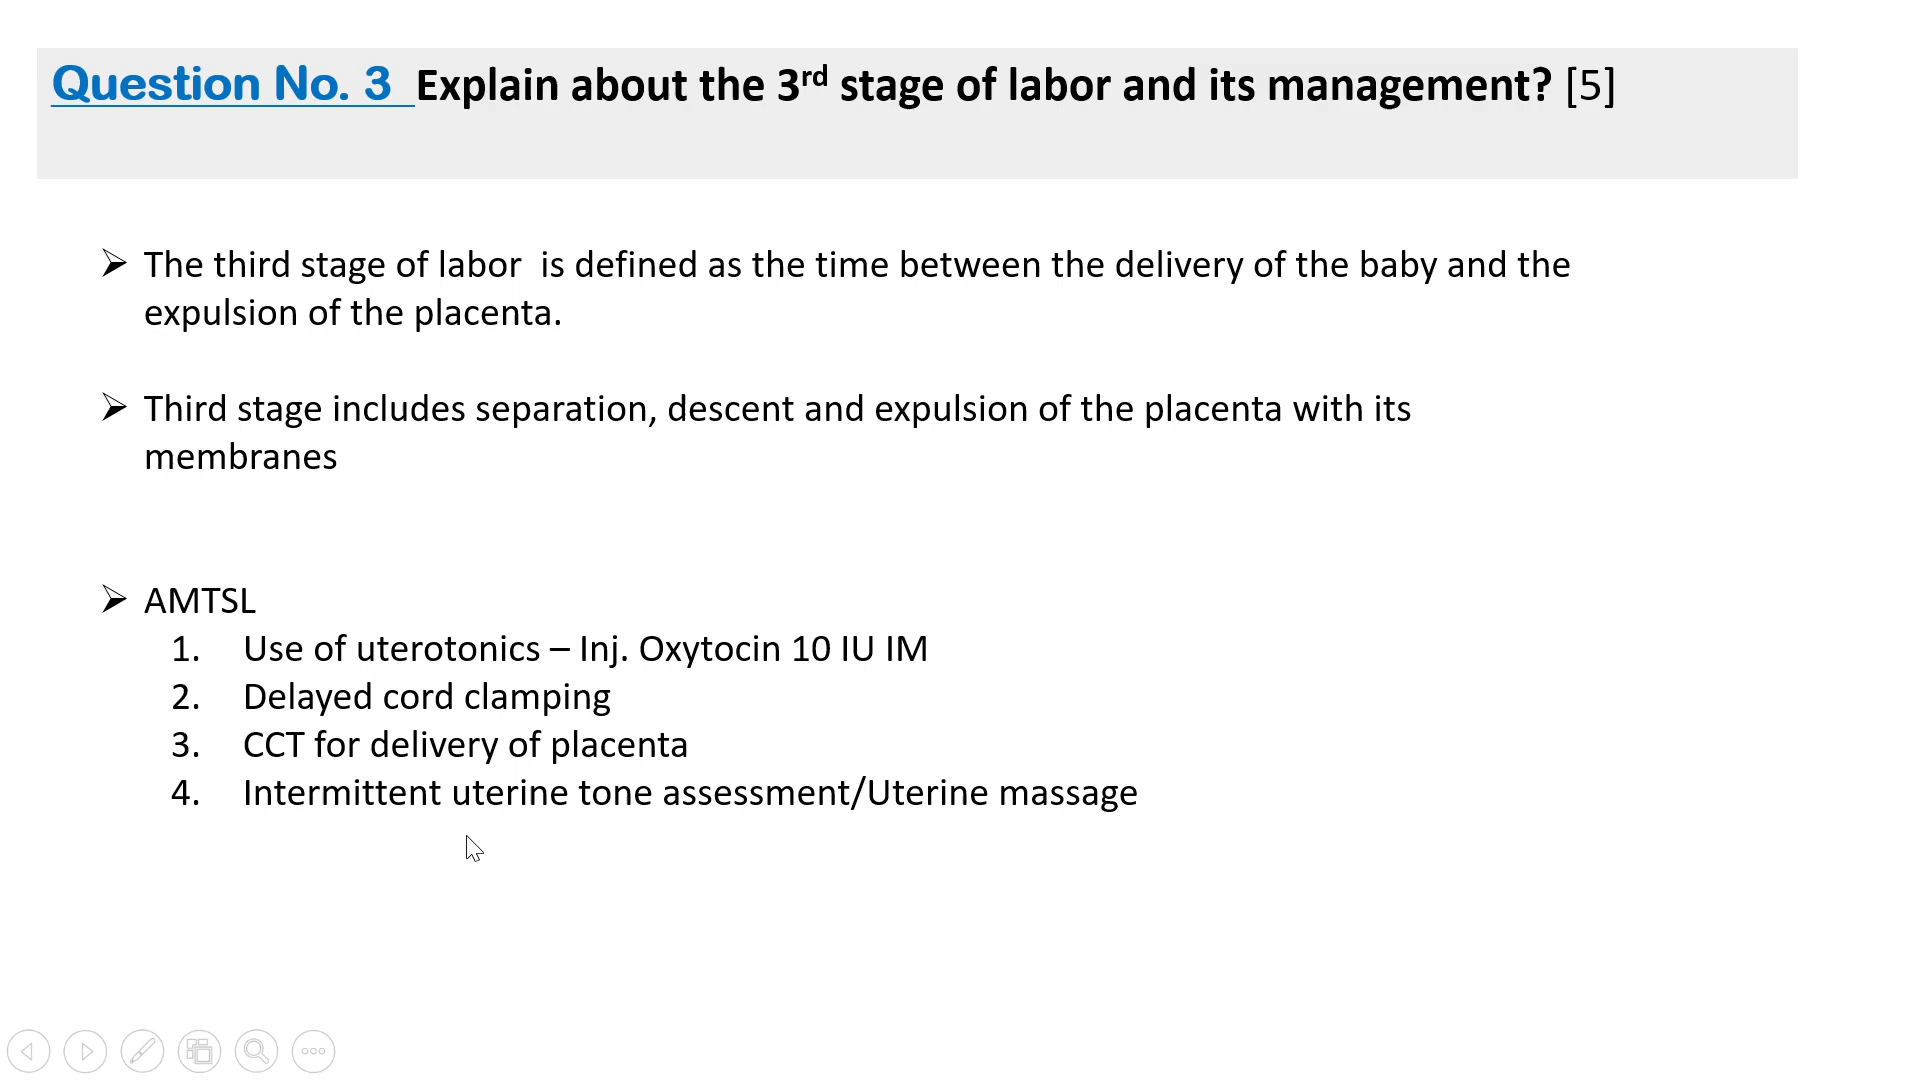 Question No. 3 Explain about the 3rd stage of labor and its management? [5]
➢ The third stage of labor is defined as the time between the delivery of the baby and the
expulsion of the placenta.
➢ Third stage includes separation, descent and expulsion of the placenta with its
membranes
➢ AMTSL
1. Use of uterotonics – Inj. Oxytocin 10 IU IM
2. Delayed cord clamping
3. CCT for delivery of placenta
4. Intermittent uterine tone assessment/Uterine massage